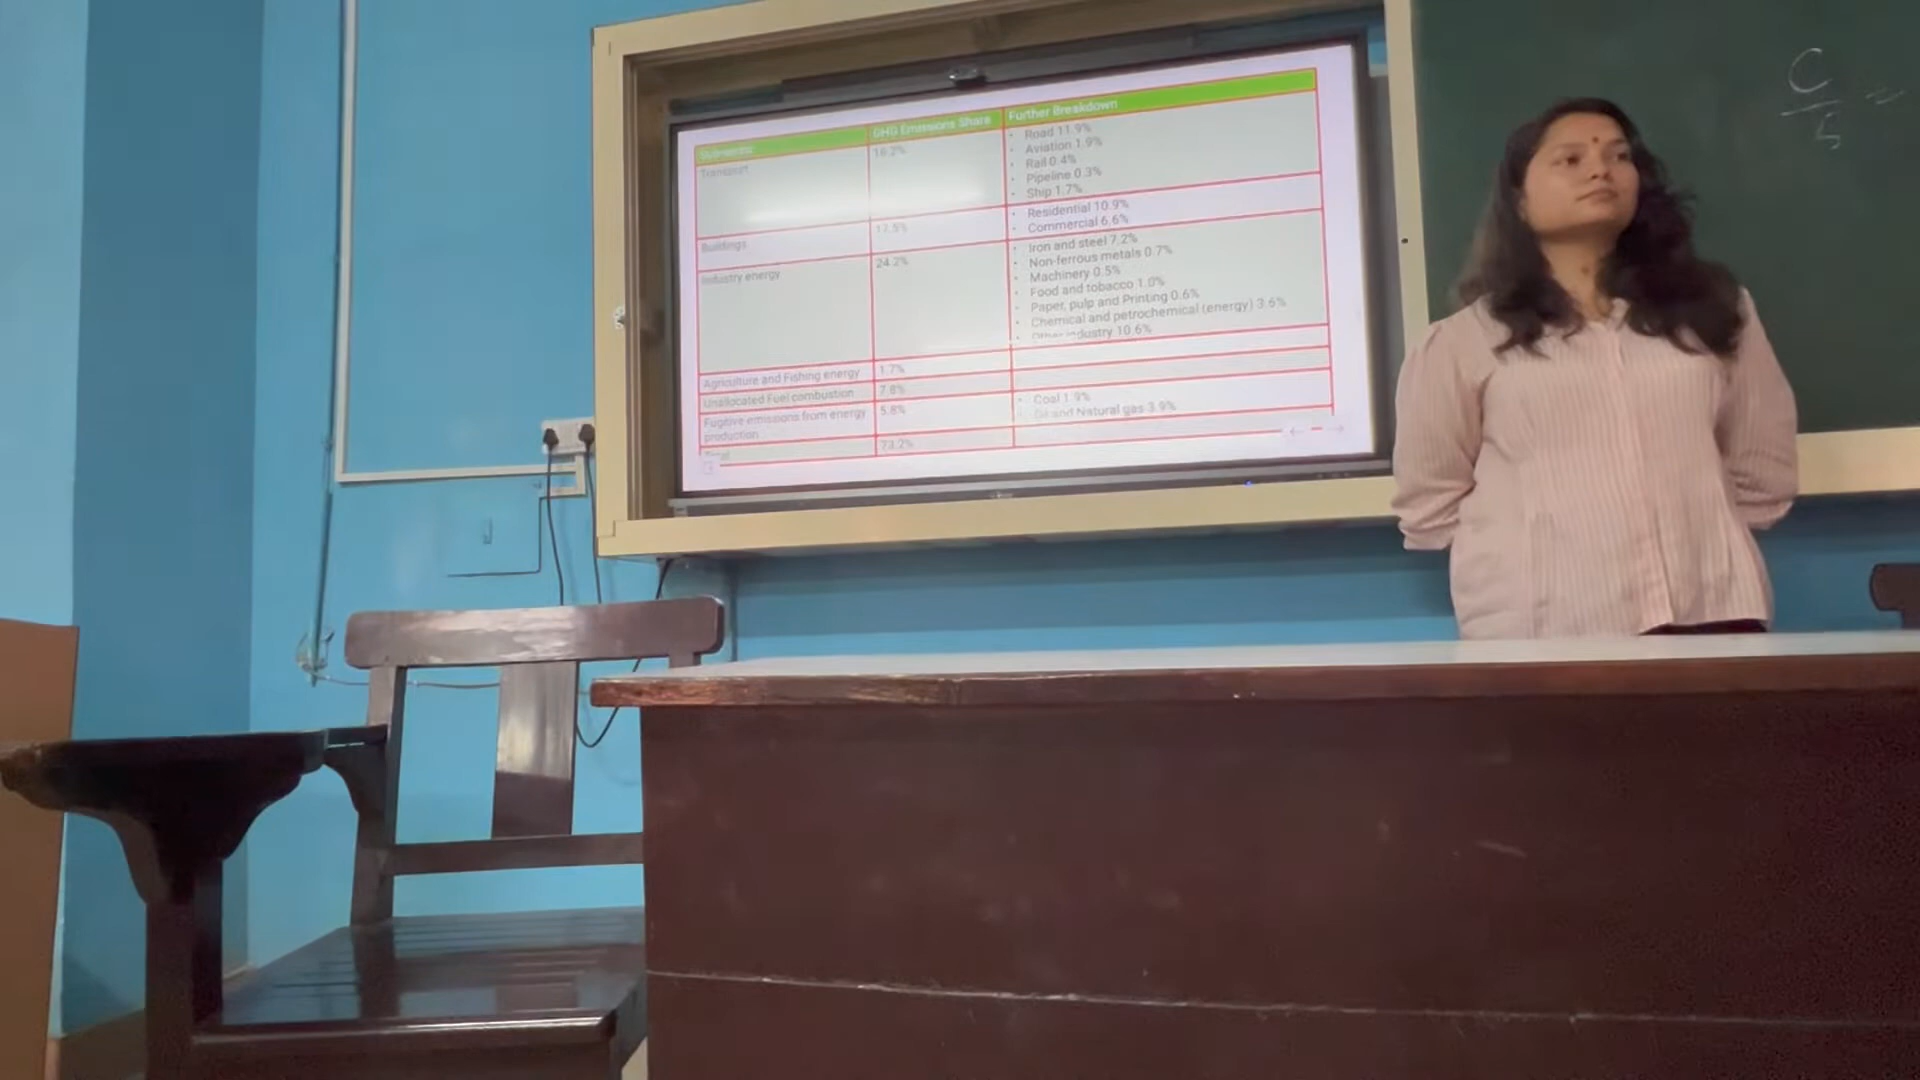 Subsector GHG Emissions Share Further Breakdown
Transport 16.2% • Road 11.9%
• Aviation 1.9%
• Rail 0.4%
• Pipeline 0.3%
• Ship 1.7%
Buildings 17.5% • Residential 10.9%
• Commercial 6.6%
Industry energy 24.2% • Iron and steel 7.2%
• Non-ferrous metals 0.7%
• Machinery 0.5%
• Food and tobacco 1.0%
• Paper, pulp and Printing 0.6%
• Chemical and petrochemical (energy) 3.6%
• Other industry 10.6%
Agriculture and Fishing energy 1.7%
Unallocated Fuel combustion 7.8%
Fugitive emissions from energy 5.8% • Coal 1.9%
production • Oil and Natural gas 3.9%
Total 73.2%
C
5 =